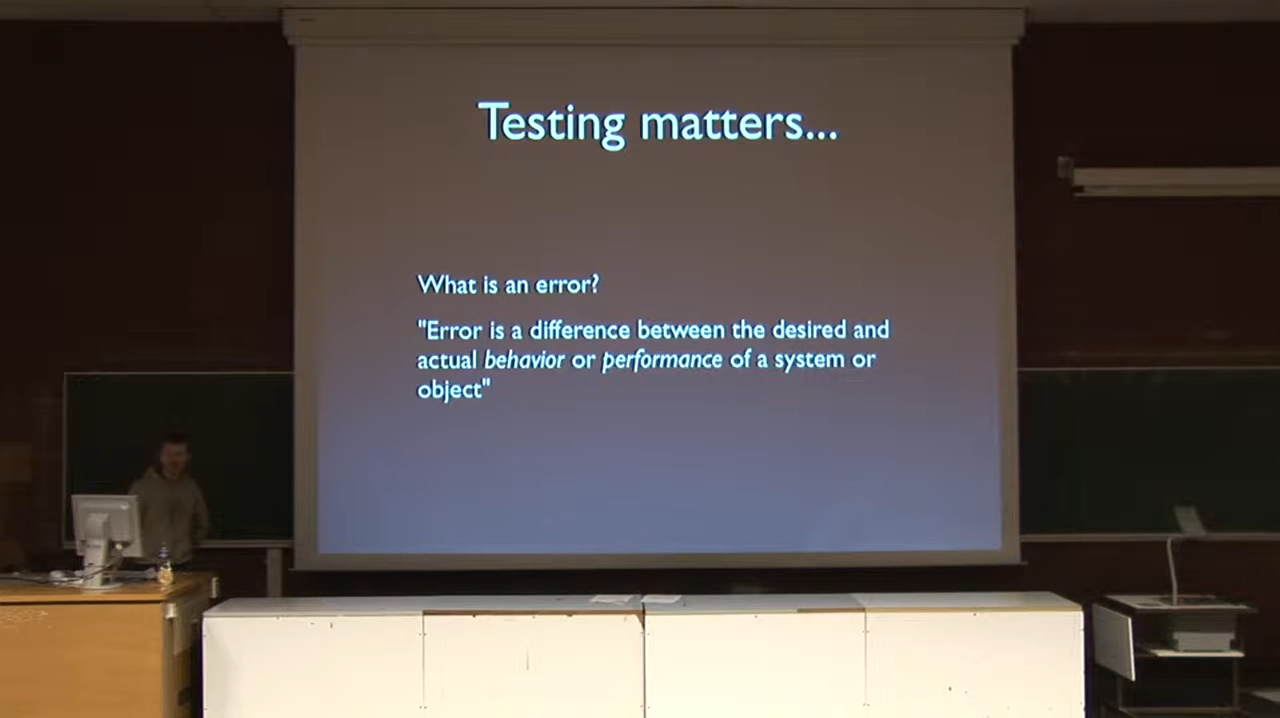 Testing matters...
What is an error?
"Error is a difference between the desired and
actual behavior or performance of a system or
object"